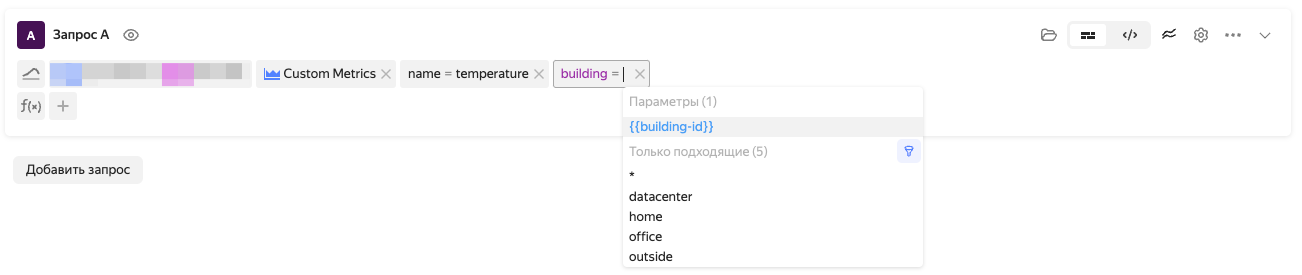 A Запрос A
</>
Custom Metrics
name = temperature
building =
f(x) +
Параметры (1)
{{building-id}}
Только подходящие (5)
*
datacenter
home
office
outside
Добавить запрос